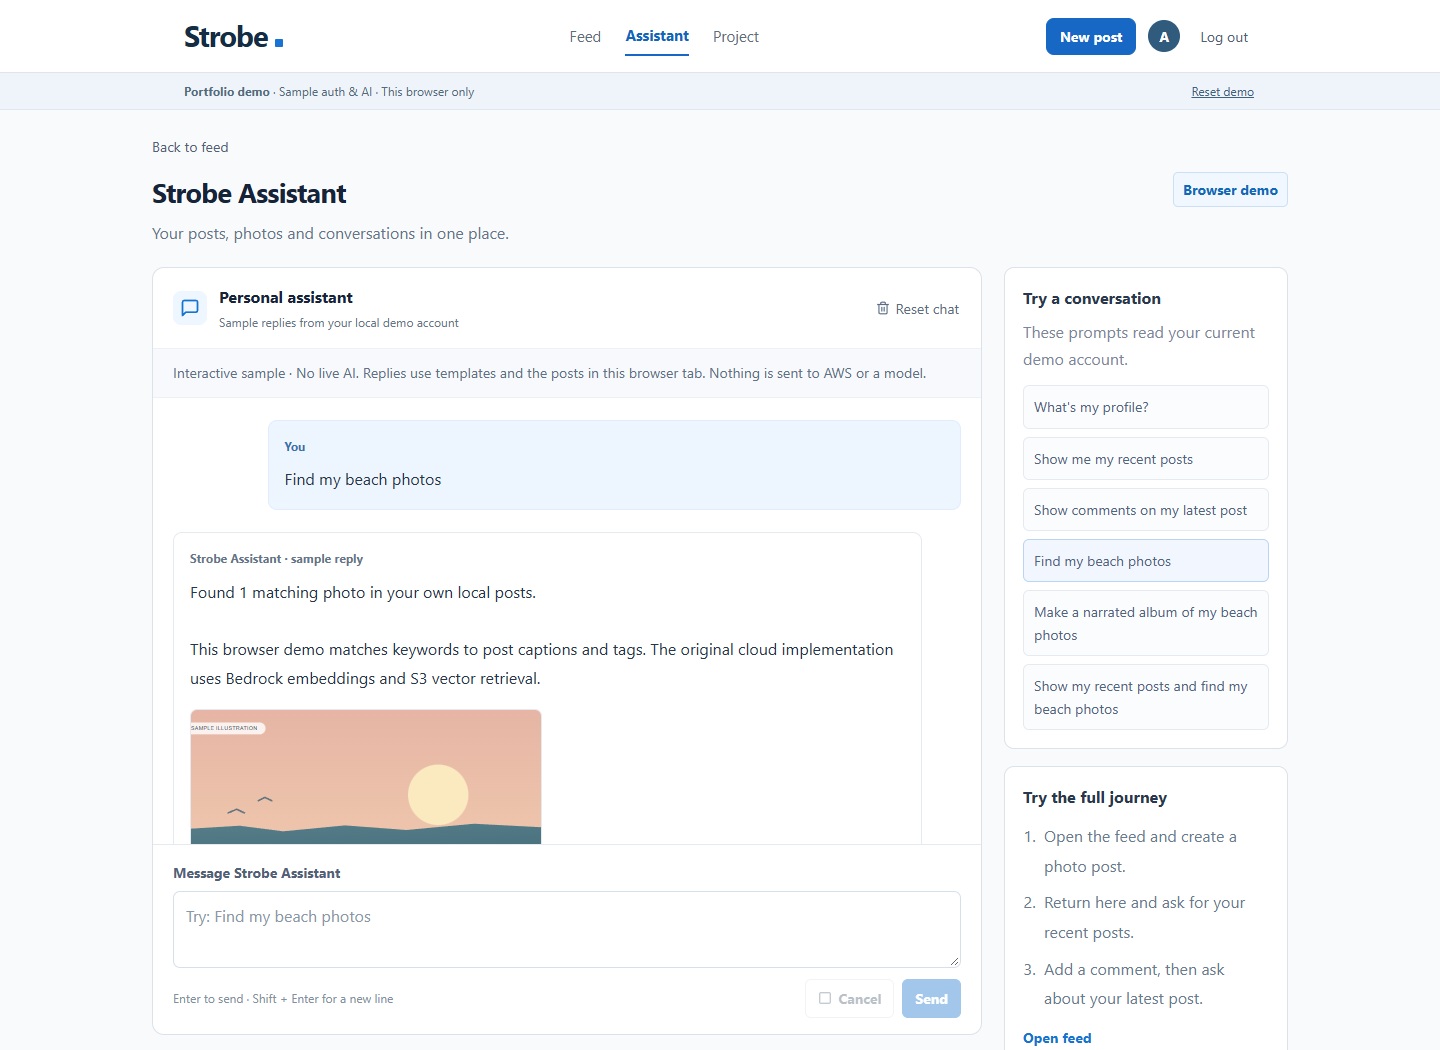 Strobe
Feed
Assistant
Project
New post
A
Log out
Portfolio demo · Sample auth & AI · This browser only
Reset demo
Back to feed
Strobe Assistant
Browser demo
Your posts, photos and conversations in one place.
Personal assistant
Sample replies from your local demo account
Reset chat
Interactive sample · No live AI. Replies use templates and the posts in this browser tab. Nothing is sent to AWS or a model.
You
Find my beach photos
Strobe Assistant · sample reply
Found 1 matching photo in your own local posts.
This browser demo matches keywords to post captions and tags. The original cloud implementation
uses Bedrock embeddings and S3 vector retrieval.
SAMPLE ILLUSTRATION
Message Strobe Assistant
Try: Find my beach photos
Enter to send · Shift + Enter for a new line
Cancel
Send
Try a conversation
These prompts read your current
demo account.
What's my profile?
Show me my recent posts
Show comments on my latest post
Find my beach photos
Make a narrated album of my beach
photos
Show my recent posts and find my
beach photos
Try the full journey
1. Open the feed and create a
photo post.
2. Return here and ask for your
recent posts.
3. Add a comment, then ask
about your latest post.
Open feed